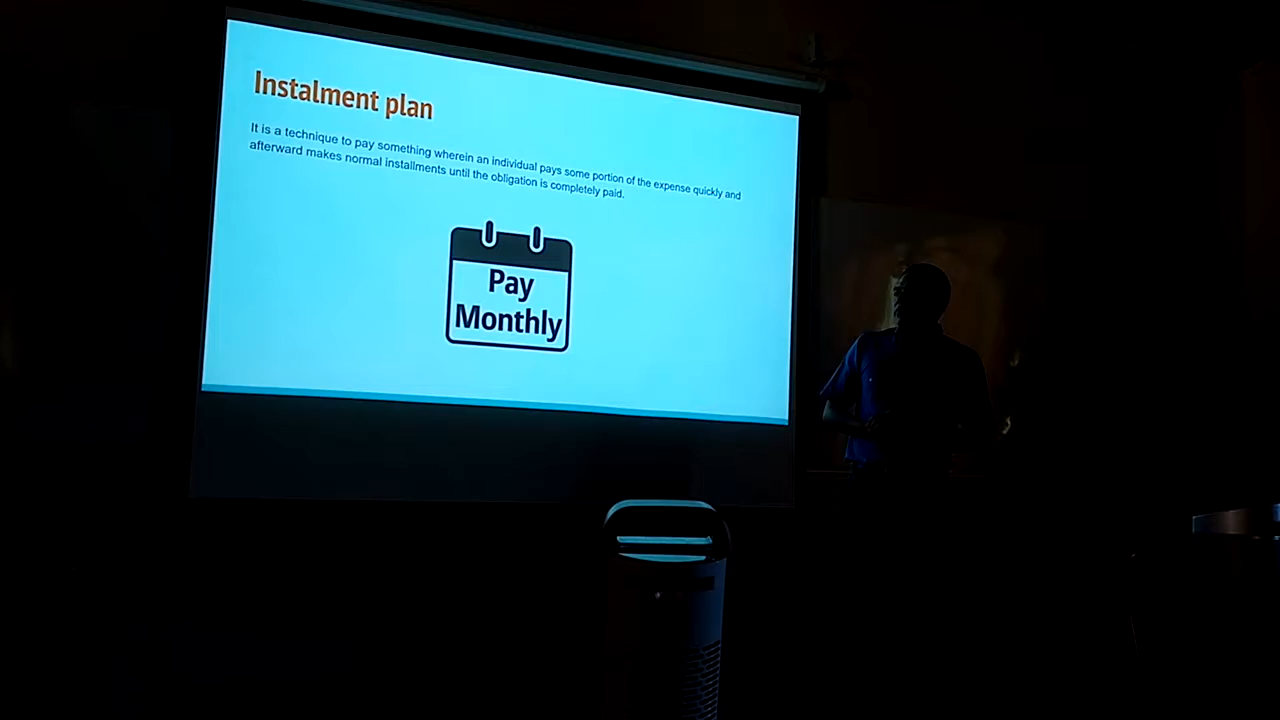 Instalment plan
It is a technique to pay something wherein an individual pays some portion of the expense quickly and
afterward makes normal installments until the obligation is completely paid.
Pay
Monthly